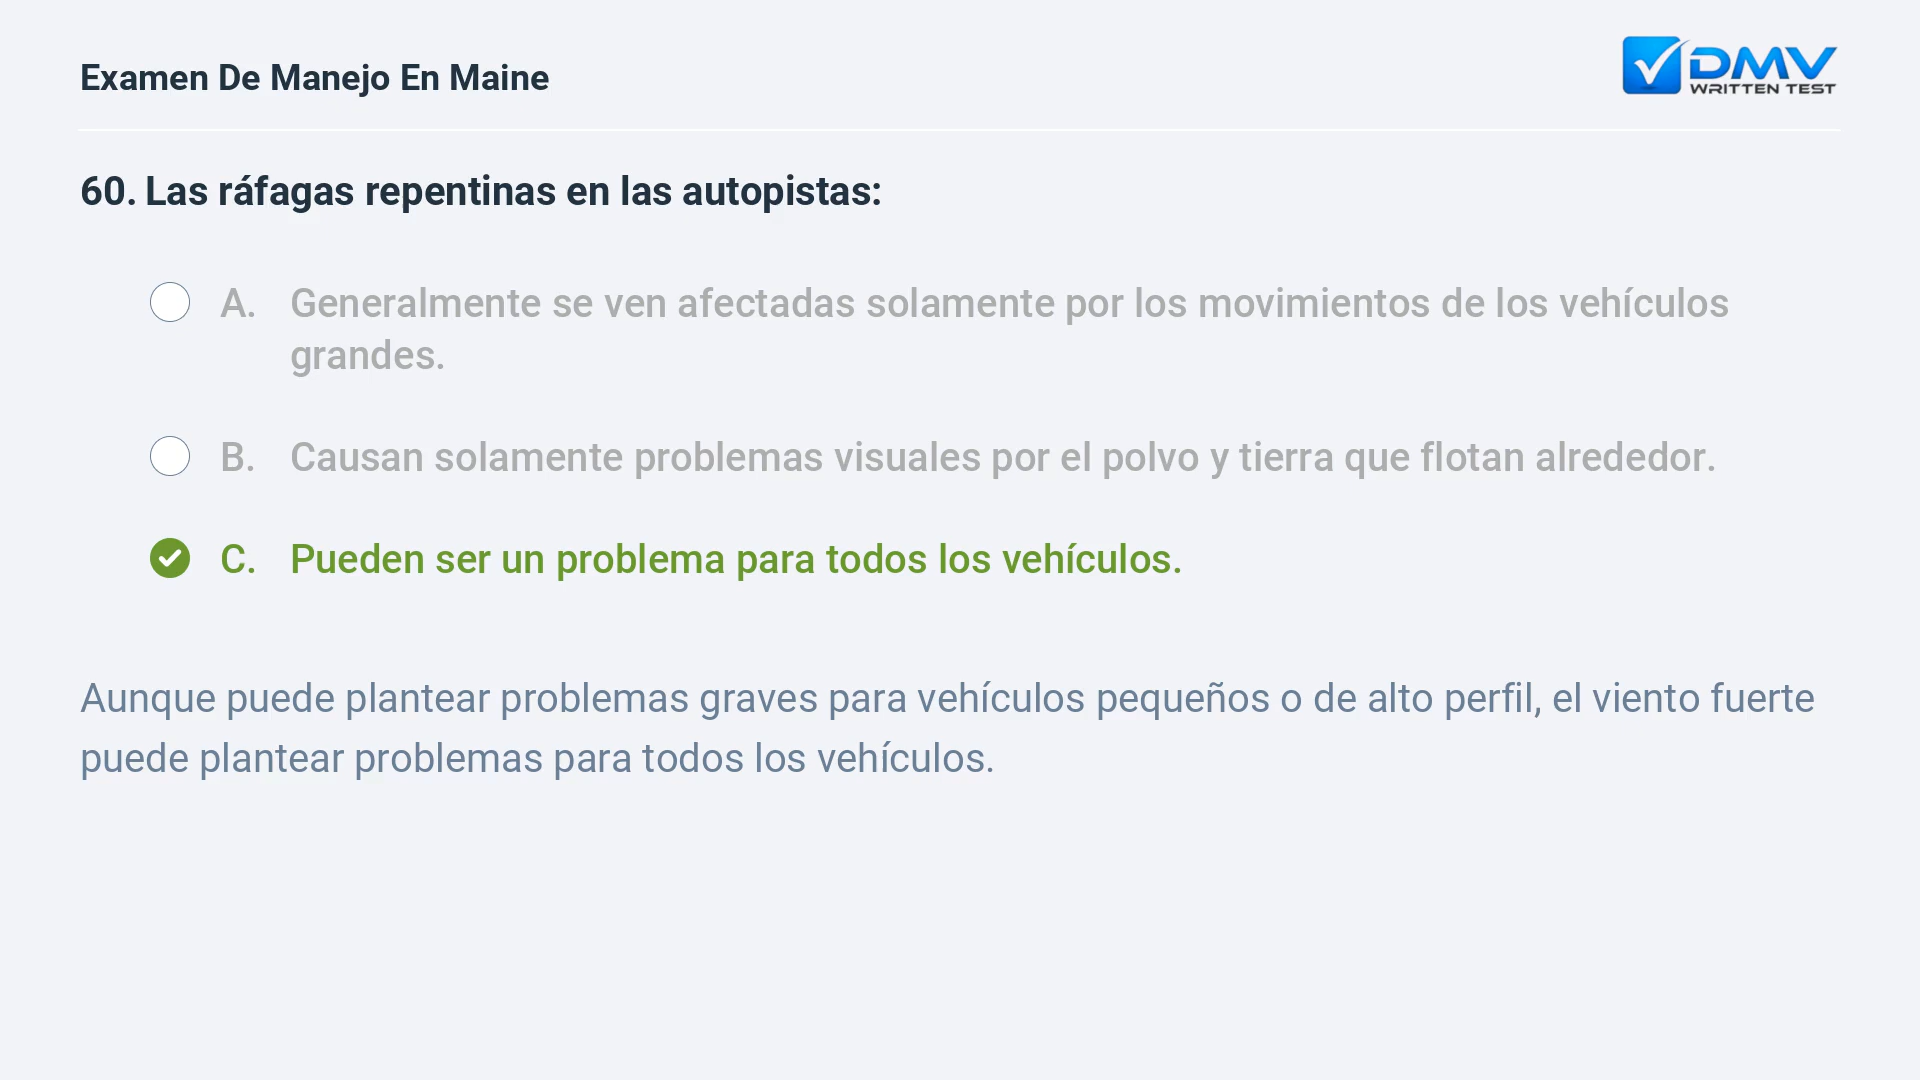 Examen De Manejo En Maine
DMV
WRITTEN TEST
60. Las ráfagas repentinas en las autopistas:
A. Generalmente se ven afectadas solamente por los movimientos de los vehículos
grandes.
B. Causan solamente problemas visuales por el polvo y tierra que flotan alrededor.
C. Pueden ser un problema para todos los vehículos.
Aunque puede plantear problemas graves para vehículos pequeños o de alto perfil, el viento fuerte
puede plantear problemas para todos los vehículos.